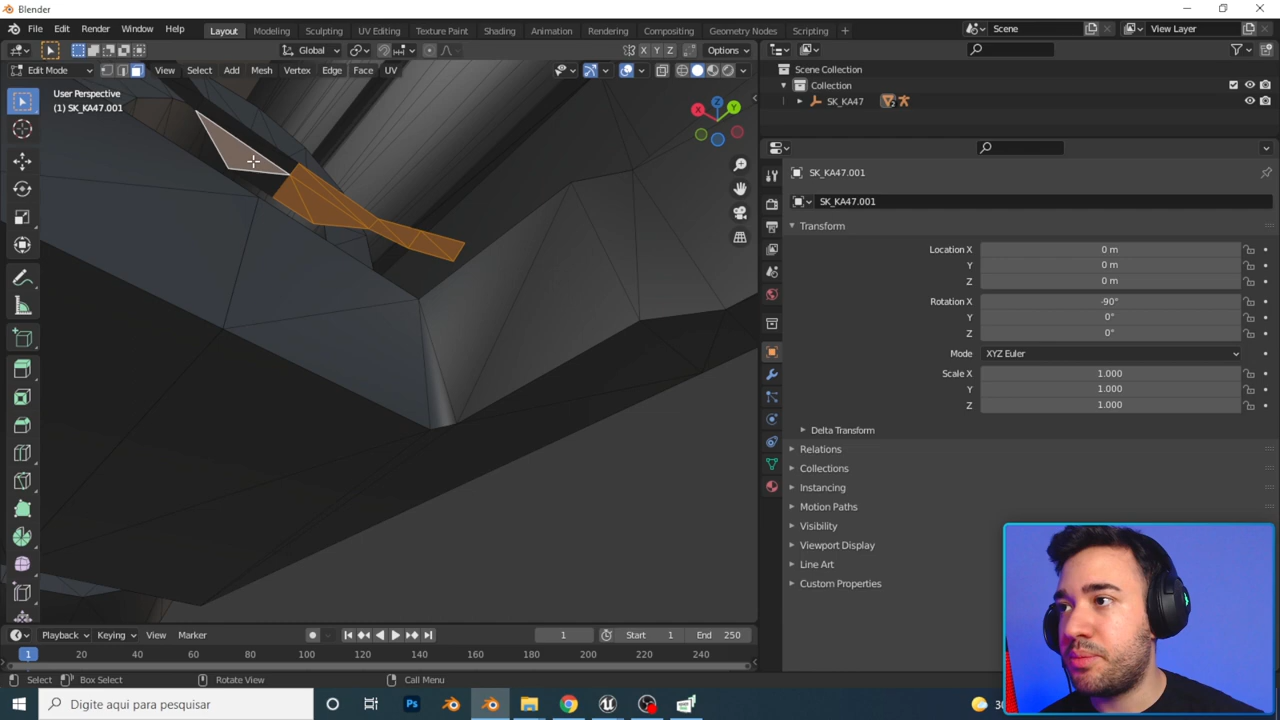 Blender
File Edit Render Window Help Layout Modeling Sculpting UV Editing Texture Paint Shading Animation Rendering Compositing Geometry Nodes Scripting + Scene View Layer
Global X Y Z Options
Edit Mode View Select Add Mesh Vertex Edge Face UV
User Perspective
(1) SK_KA47.001
X Y Z
Scene Collection
Collection
SK_KA47
SK_KA47.001
SK_KA47.001
Transform
Location X 0 m
Y 0 m
Z 0 m
Rotation X -90°
Y 0°
Z 0°
Mode XYZ Euler
Scale X 1.000
Y 1.000
Z 1.000
Delta Transform
Relations
Collections
Instancing
Motion Paths
Visibility
Viewport Display
Line Art
Custom Properties
Playback Keying View Marker 1 Start 1 End 250
1 20 40 60 80 100 120 140 160 180 200 220 240
Select Box Select Rotate View Call Menu
Digite aqui para pesquisar